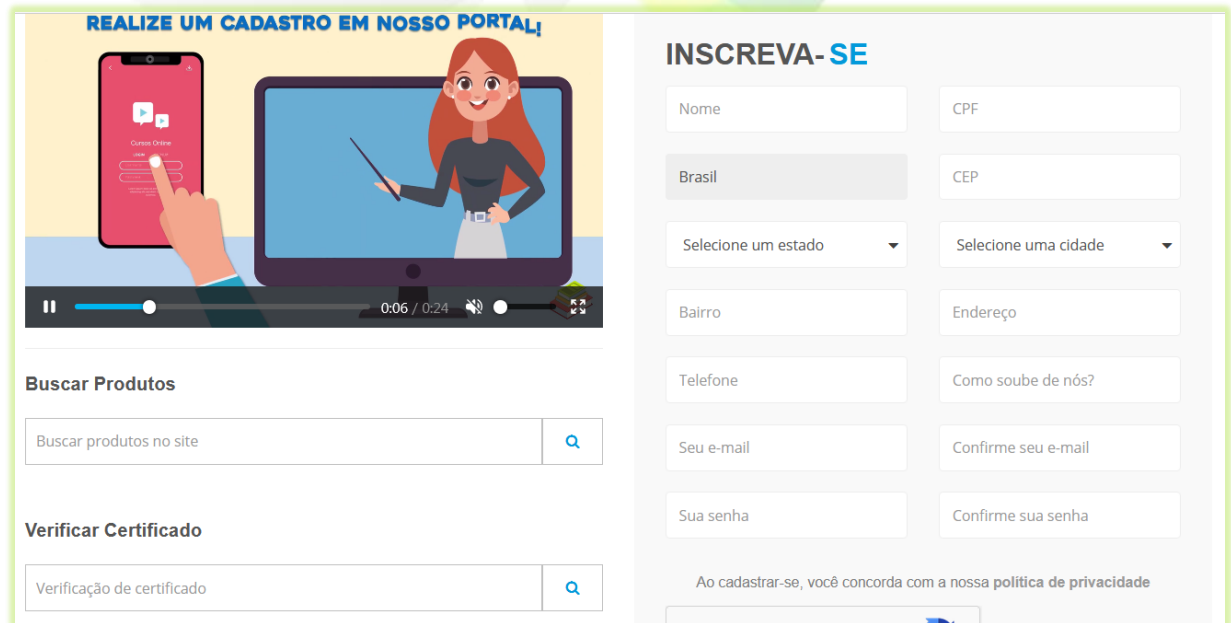 REALIZE UM CADASTRO EM NOSSO PORTAL!
Cursos Online
LOGIN
0:06 / 0:24
Buscar Produtos
Buscar produtos no site
Verificar Certificado
Verificação de certificado
INSCREVA-SE
Nome
CPF
Brasil
CEP
Selecione um estado
Selecione uma cidade
Bairro
Endereço
Telefone
Como soube de nós?
Seu e-mail
Confirme seu e-mail
Sua senha
Confirme sua senha
Ao cadastrar-se, você concorda com a nossa política de privacidade